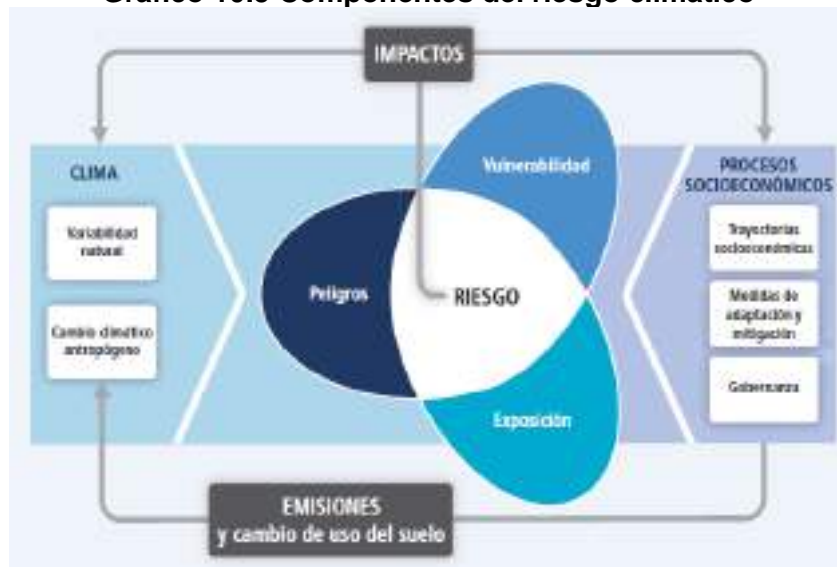 Gráfico 10.3 Componentes del riesgo climático
IMPACTOS
CLIMA
Variabilidad
natural
Cambio climático
antropógeno
Vulnerabilidad
Peligros
RIESGO
Exposición
PROCESOS
SOCIOECONÓMICOS
Trayectorias
socioeconómicas
Medidas de
adaptación y
mitigación
Gobernanza
EMISIONES
y cambio de uso del suelo